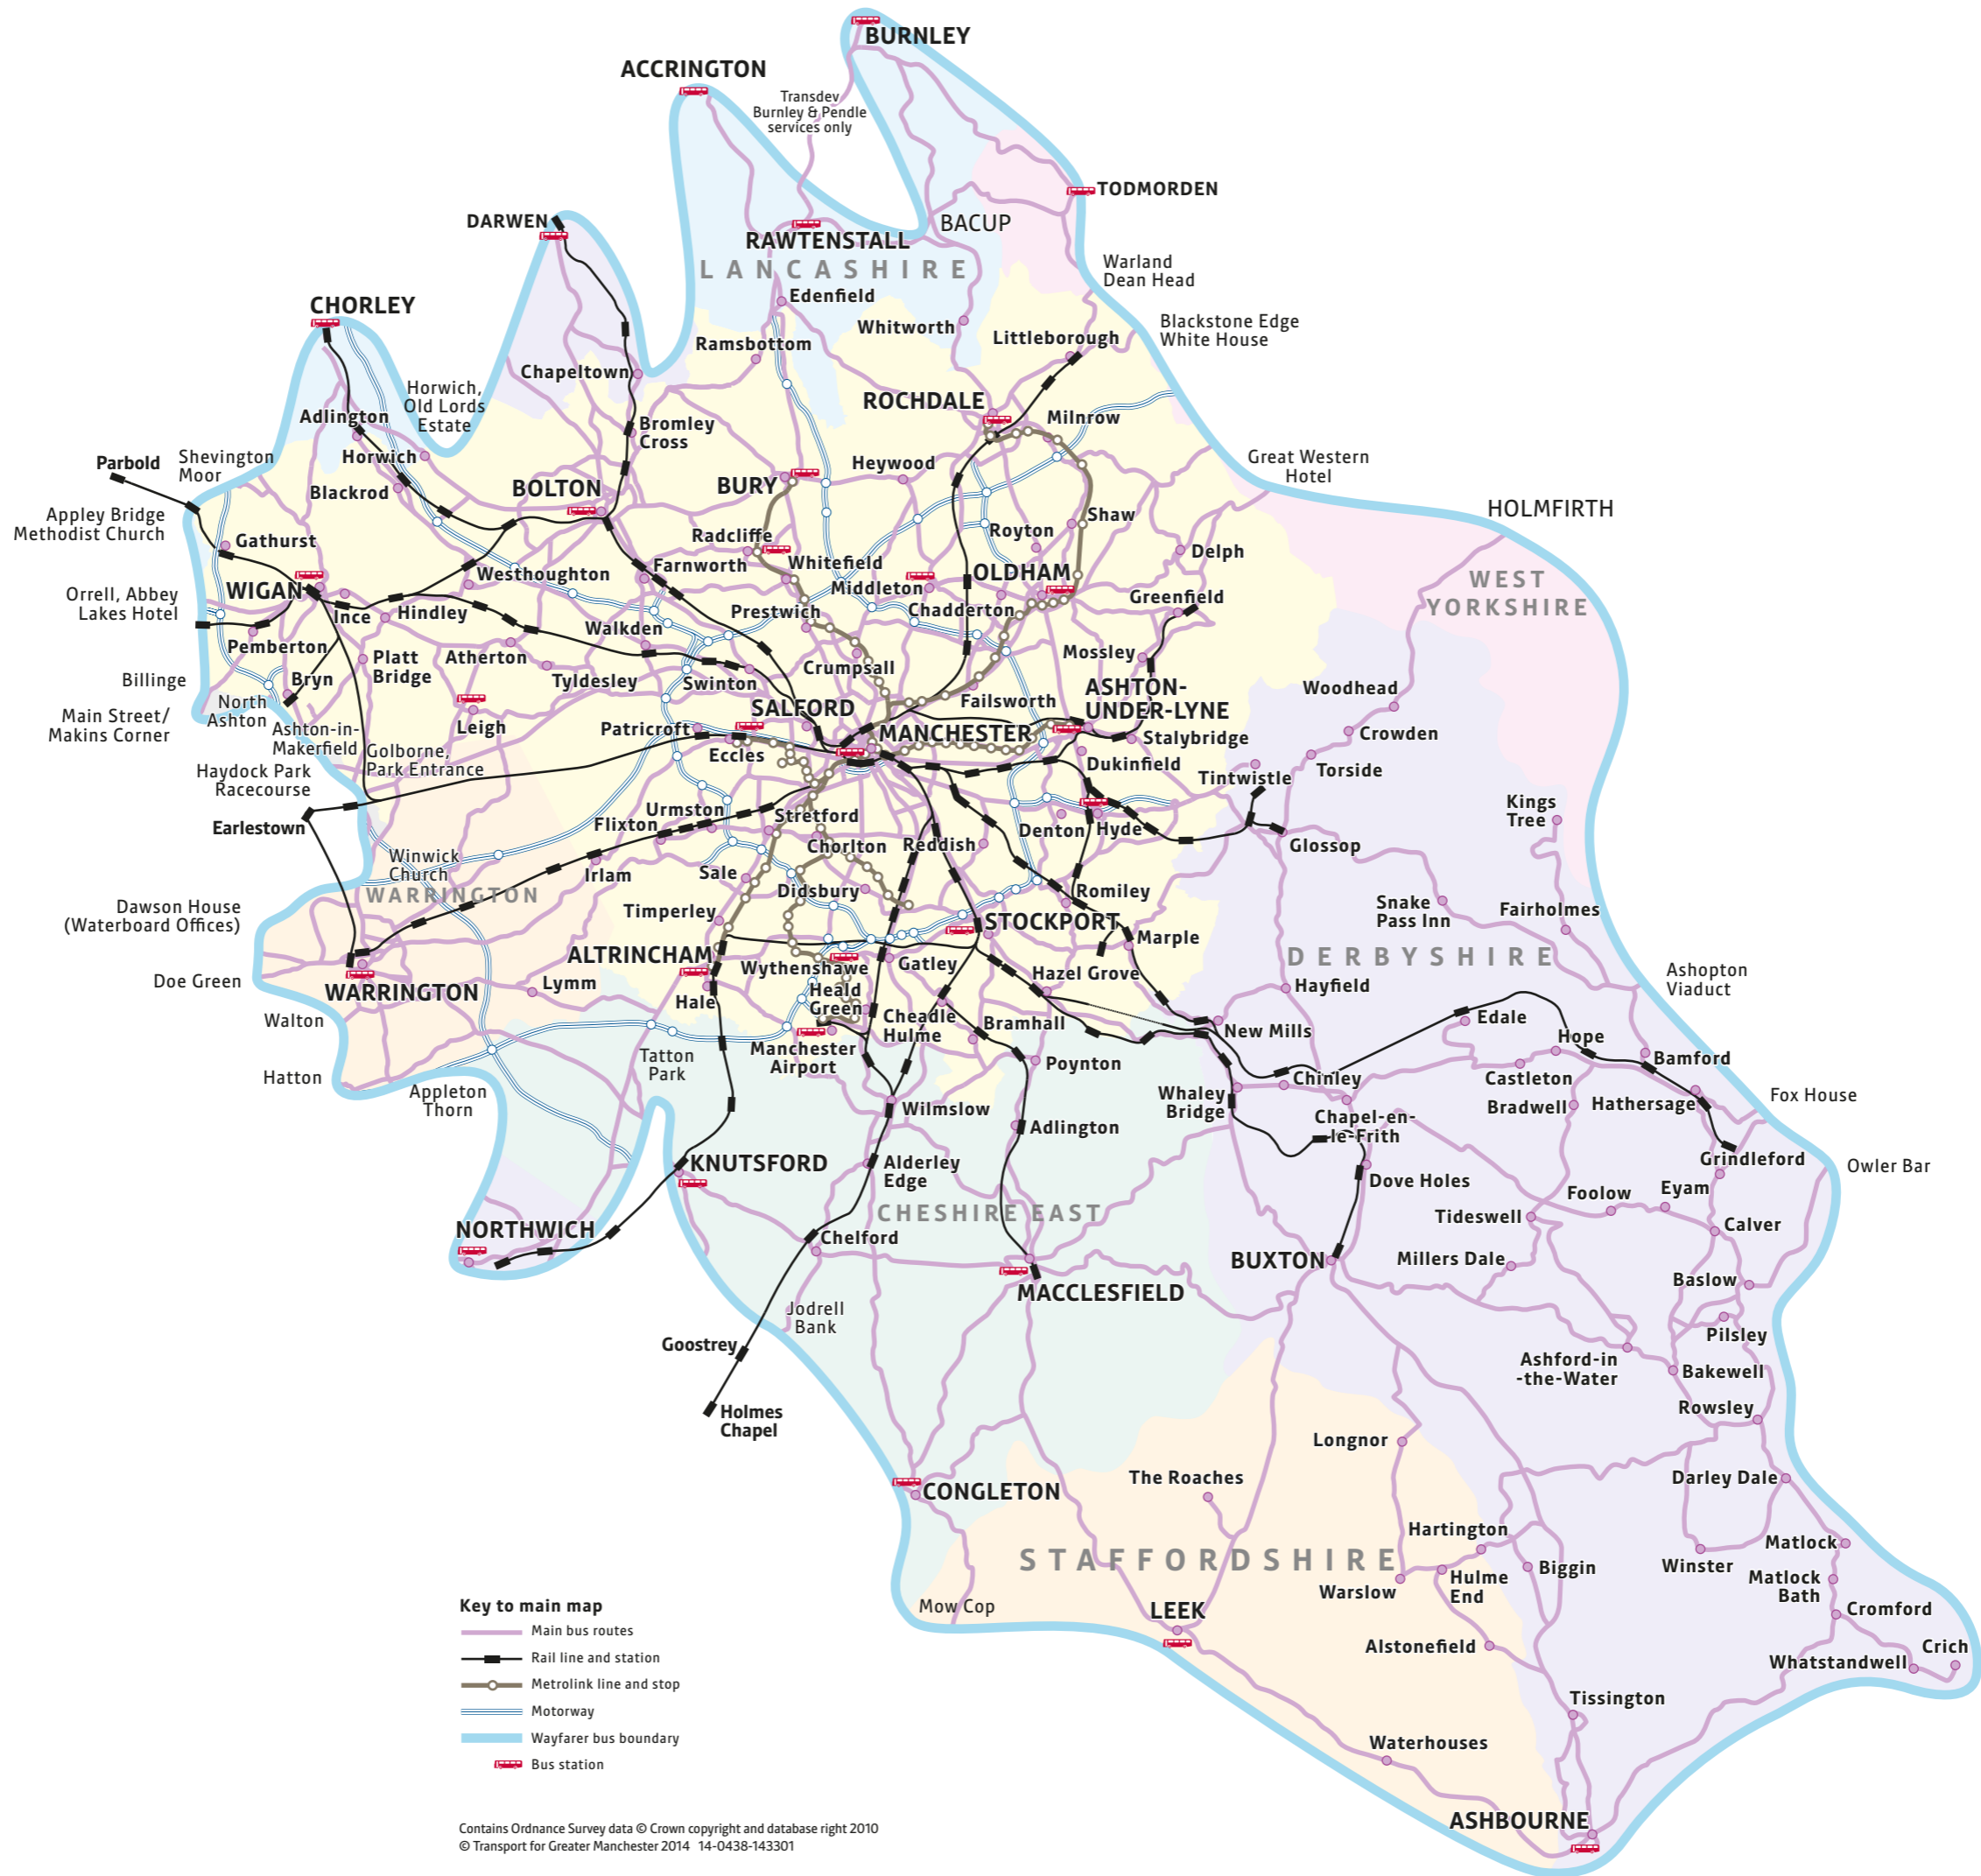 BURNLEY
ACCRINGTON
Transdev
Burnley & Pendle
services only
TODMORDEN
DARWEN
BACUP
RAWTENSTALL
LANCASHIRE
Warland
Dean Head
Edenfield
CHORLEY
Whitworth
Blackstone Edge
White House
Ramsbottom
Littleborough
Chapeltown
Horwich,
Old Lords
Estate
ROCHDALE
Adlington
Milnrow
Bromley
Cross
Parbold
Shevington
Moor
Horwich
Heywood
Great Western
Hotel
Blackrod
BOLTON
BURY
HOLMFIRTH
Appley Bridge
Methodist Church
Shaw
Royton
Gathurst
Radcliffe
Delph
Whitefield
Farnworth
Westhoughton
OLDHAM
WEST
YORKSHIRE
Middleton
WIGAN
Orrell, Abbey
Lakes Hotel
Greenfield
Chadderton
Prestwich
Ince
Hindley
Walkden
Pemberton
Platt
Bridge
Atherton
Mossley
Crumpsall
Billinge
Bryn
Tyldesley
Swinton
Woodhead
North
Ashton
ASHTON-
UNDER-LYNE
Failsworth
Main Street/
Makins Corner
SALFORD
Leigh
Patricroft
Ashton-in-
Makerfield
MANCHESTER
Stalybridge
Crowden
Golborne,
Park Entrance
Eccles
Haydock Park
Racecourse
Dukinfield
Tintwistle
Torside
Kings
Tree
Urmston
Earlestown
Flixton
Stretford
Denton
Hyde
Chorlton
Reddish
Glossop
Winwick
Church
Irlam
Sale
WARRINGTON
Didsbury
Romiley
Dawson House
(Waterboard Offices)
Snake
Pass Inn
Fairholmes
Timperley
STOCKPORT
Marple
ALTRINCHAM
DERBYSHIRE
Wythenshawe
Gatley
Hazel Grove
Ashopton
Viaduct
Doe Green
WARRINGTON
Lymm
Hale
Heald
Green
Hayfield
Walton
Cheadle
Hulme
Bramhall
New Mills
Edale
Hope
Tatton
Park
Manchester
Airport
Poynton
Bamford
Hatton
Appleton
Thorn
Chinley
Castleton
Whaley
Bridge
Bradwell
Hathersage
Fox House
Wilmslow
Adlington
Chapel-en-
-le-Frith
KNUTSFORD
Alderley
Edge
Grindleford
Owler Bar
Dove Holes
Foolow
Eyam
CHESHIRE EAST
NORTHWICH
Tideswell
Calver
Chelford
BUXTON
Millers Dale
Baslow
MACCLESFIELD
Jodrell
Bank
Goostrey
Pilsley
Ashford-in
-the-Water
Bakewell
Holmes
Chapel
Rowsley
Longnor
The Roaches
Darley Dale
CONGLETON
Hartington
Matlock
STAFFORDSHIRE
Biggin
Winster
Warslow
Hulme
End
Matlock
Bath
Mow Cop
LEEK
Cromford
Alstonefield
Crich
Whatstandwell
Tissington
Waterhouses
ASHBOURNE
Key to main map
Main bus routes
Rail line and station
Metrolink line and stop
Motorway
Wayfarer bus boundary
Bus station
Contains Ordnance Survey data © Crown copyright and database right 2010
© Transport for Greater Manchester 2014 14-0438-143301